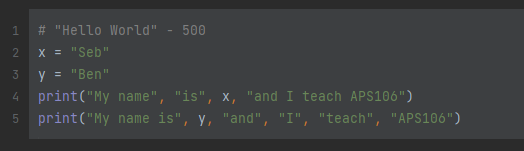 1 # "Hello World" - 500
2 x = "Seb"
3 y = "Ben"
4 print("My name", "is", x, "and I teach APS106")
5 print("My name is", y, "and", "I", "teach", "APS106")